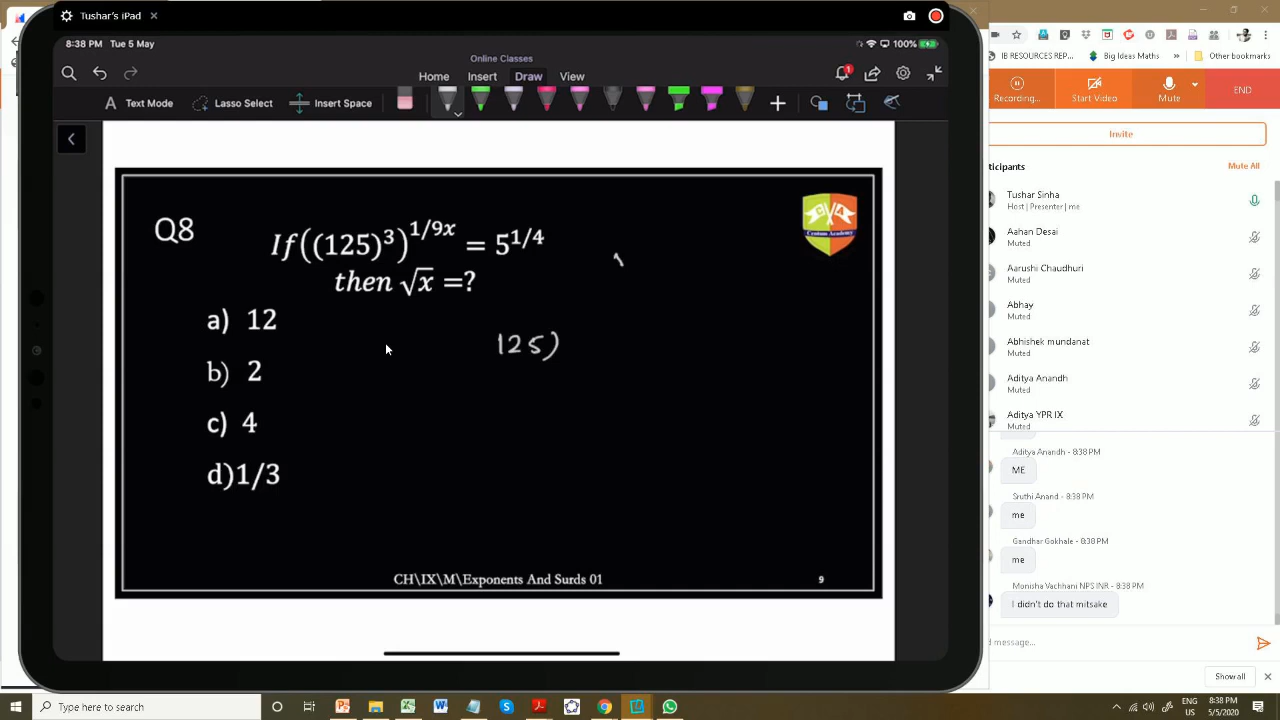 Tushar's iPad
8:38 PM Tue 5 May
100%
Online Classes
Home Insert Draw View
A Text Mode Lasso Select Insert Space
Q8
If((125)³)^1/9x = 5^1/4
then √x =?
a) 12
b) 2
c) 4
d)1/3
125)
CH\IX\M\Exponents And Surds 01
9
IB RESOURCES REP... Big Ideas Maths » Other bookmarks
Recording... Start Video Mute END
Invite
ticipants Mute All
Tushar Sinha
Host | Presenter | me
Aahan Desai
Muted
Aarushi Chaudhuri
Muted
Abhay
Muted
Abhishek mundanat
Muted
Aditya Anandh
Muted
Aditya YPR IX
Muted
Aditya Anandh - 8:38 PM
ME
Sruthi Anand - 8:38 PM
me
Gandhar Gokhale - 8:38 PM
me
Monisha Vachhani NPS INR - 8:38 PM
I didn't do that mitsake
d message...
Show all
Type here to search
ENG 8:38 PM
US 5/5/2020